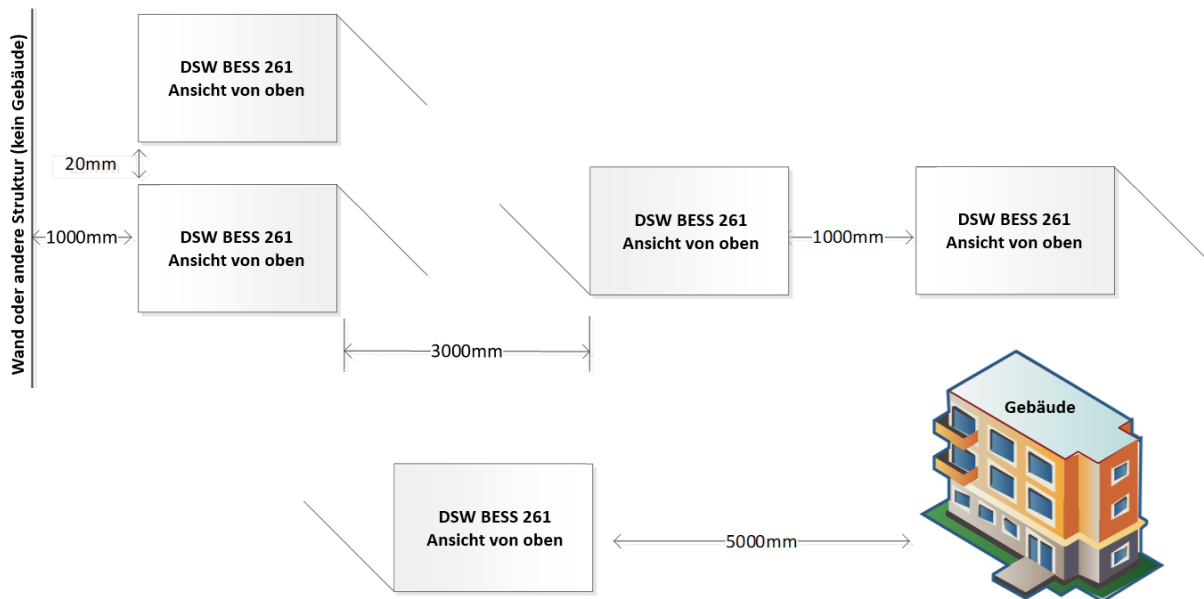 Wand oder andere Struktur (kein Gebäude)
DSW BESS 261
Ansicht von oben
20mm
DSW BESS 261
Ansicht von oben
1000mm
DSW BESS 261
Ansicht von oben
1000mm
DSW BESS 261
Ansicht von oben
3000mm
Gebäude
DSW BESS 261
Ansicht von oben
5000mm